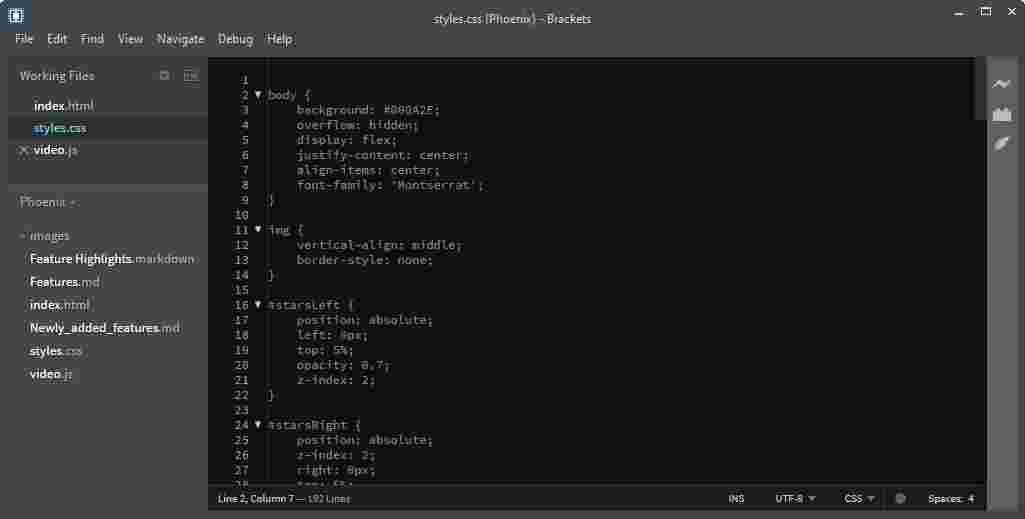 styles.css (Phoenix) - Brackets
File Edit Find View Navigate Debug Help
Working Files
index.html
styles.css
video.js
Phoenix
images
Feature Highlights.markdown
Features.md
index.html
Newly_added_features.md
styles.css
video.js
1
2 body {
3 background: #000A2E;
4 overflow: hidden;
5 display: flex;
6 justify-content: center;
7 align-items: center;
8 font-family: 'Montserrat';
9 }
10
11 img {
12 vertical-align: middle;
13 border-style: none;
14 }
15
16 #starsLeft {
17 position: absolute;
18 left: 0px;
19 top: 5%;
20 opacity: 0.7;
21 z-index: 2;
22 }
23
24 #starsRight {
25 position: absolute;
26 z-index: 2;
27 right: 0px;
28 top: 5%;
Line 2, Column 7 — 192 Lines INS UTF-8 CSS Spaces: 4